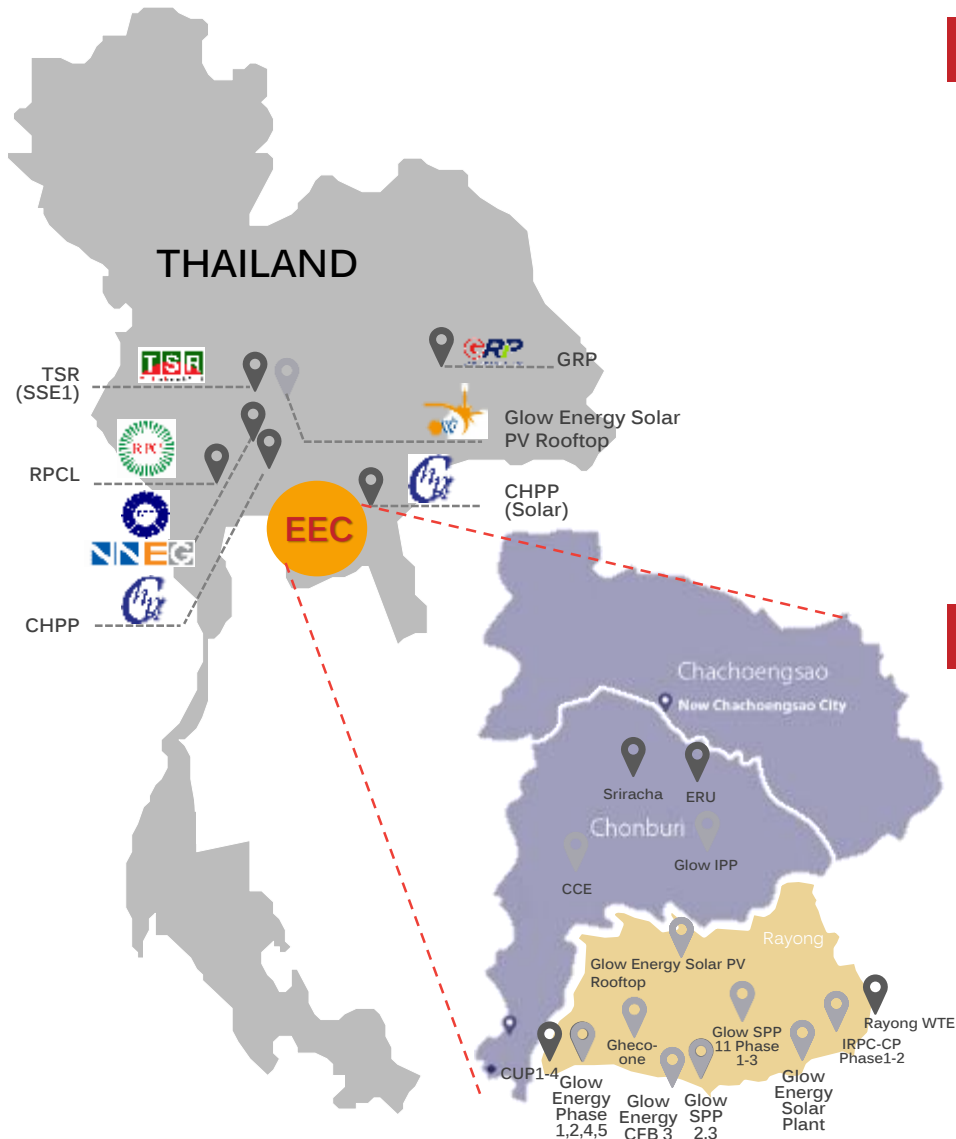 THAILAND
TSR
TSR
(SSE1)
GRP
GRP
Glow Energy Solar
PV Rooftop
RPC
RPCL
CHPP
(Solar)
EEC
NNEG
CHPP
Chachoengsao
New Chachoengsao City
Sriracha
ERU
Chonburi
Glow IPP
CCE
Rayong
Glow Energy Solar PV
Rooftop
Rayong WTE
Gheco-
one
Glow SPP
11 Phase
1-3
IRPC-CP
Phase1-2
CUP1-4
Glow
Energy
Phase
1,2,4,5
Glow
Energy
CFB 3
Glow
SPP
2,3
Glow
Energy
Solar
Plant